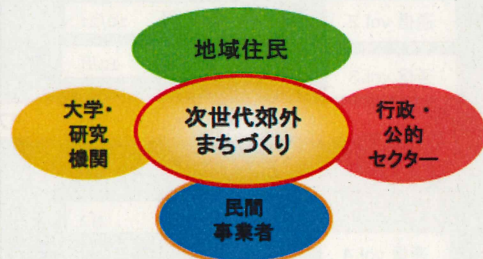 地域住民
大学・
研究
機関
次世代郊外
まちづくり
行政・
公的
セクター
民間
事業者